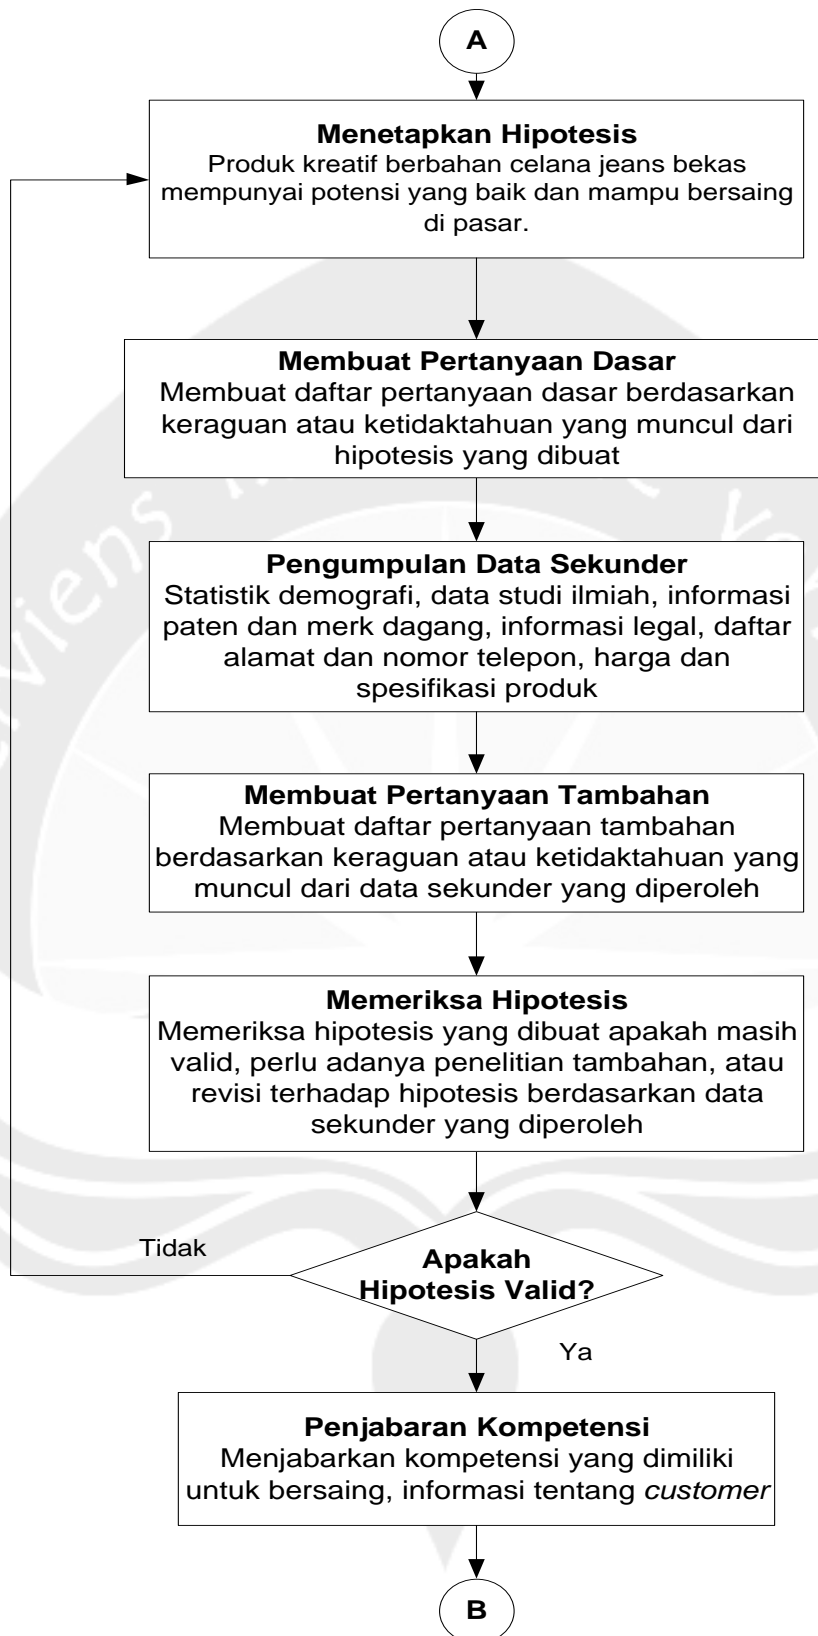 A
Menetapkan Hipotesis
Produk kreatif berbahan celana jeans bekas
mempunyai potensi yang baik dan mampu bersaing
di pasar.
Membuat Pertanyaan Dasar
Membuat daftar pertanyaan dasar berdasarkan
keraguan atau ketidaktahuan yang muncul dari
hipotesis yang dibuat
Pengumpulan Data Sekunder
Statistik demografi, data studi ilmiah, informasi
paten dan merk dagang, informasi legal, daftar
alamat dan nomor telepon, harga dan
spesifikasi produk
Membuat Pertanyaan Tambahan
Membuat daftar pertanyaan tambahan
berdasarkan keraguan atau ketidaktahuan yang
muncul dari data sekunder yang diperoleh
Memeriksa Hipotesis
Memeriksa hipotesis yang dibuat apakah masih
valid, perlu adanya penelitian tambahan, atau
revisi terhadap hipotesis berdasarkan data
sekunder yang diperoleh
Tidak
Apakah
Hipotesis Valid?
Ya
Penjabaran Kompetensi
Menjabarkan kompetensi yang dimiliki
untuk bersaing, informasi tentang customer
B